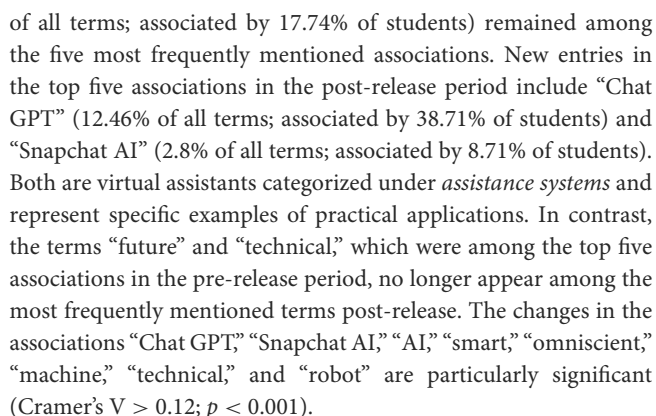 of all terms; associated by 17.74% of students) remained among
the five most frequently mentioned associations. New entries in
the top five associations in the post-release period include “Chat
GPT” (12.46% of all terms; associated by 38.71% of students) and
“Snapchat AI” (2.8% of all terms; associated by 8.71% of students).
Both are virtual assistants categorized under assistance systems and
represent specific examples of practical applications. In contrast,
the terms “future” and “technical,” which were among the top five
associations in the pre-release period, no longer appear among the
most frequently mentioned terms post-release. The changes in the
associations “Chat GPT,” “Snapchat AI,” “AI,” “smart,” “omniscient,”
“machine,” “technical,” and “robot” are particularly significant
(Cramer’s V > 0.12; p < 0.001).